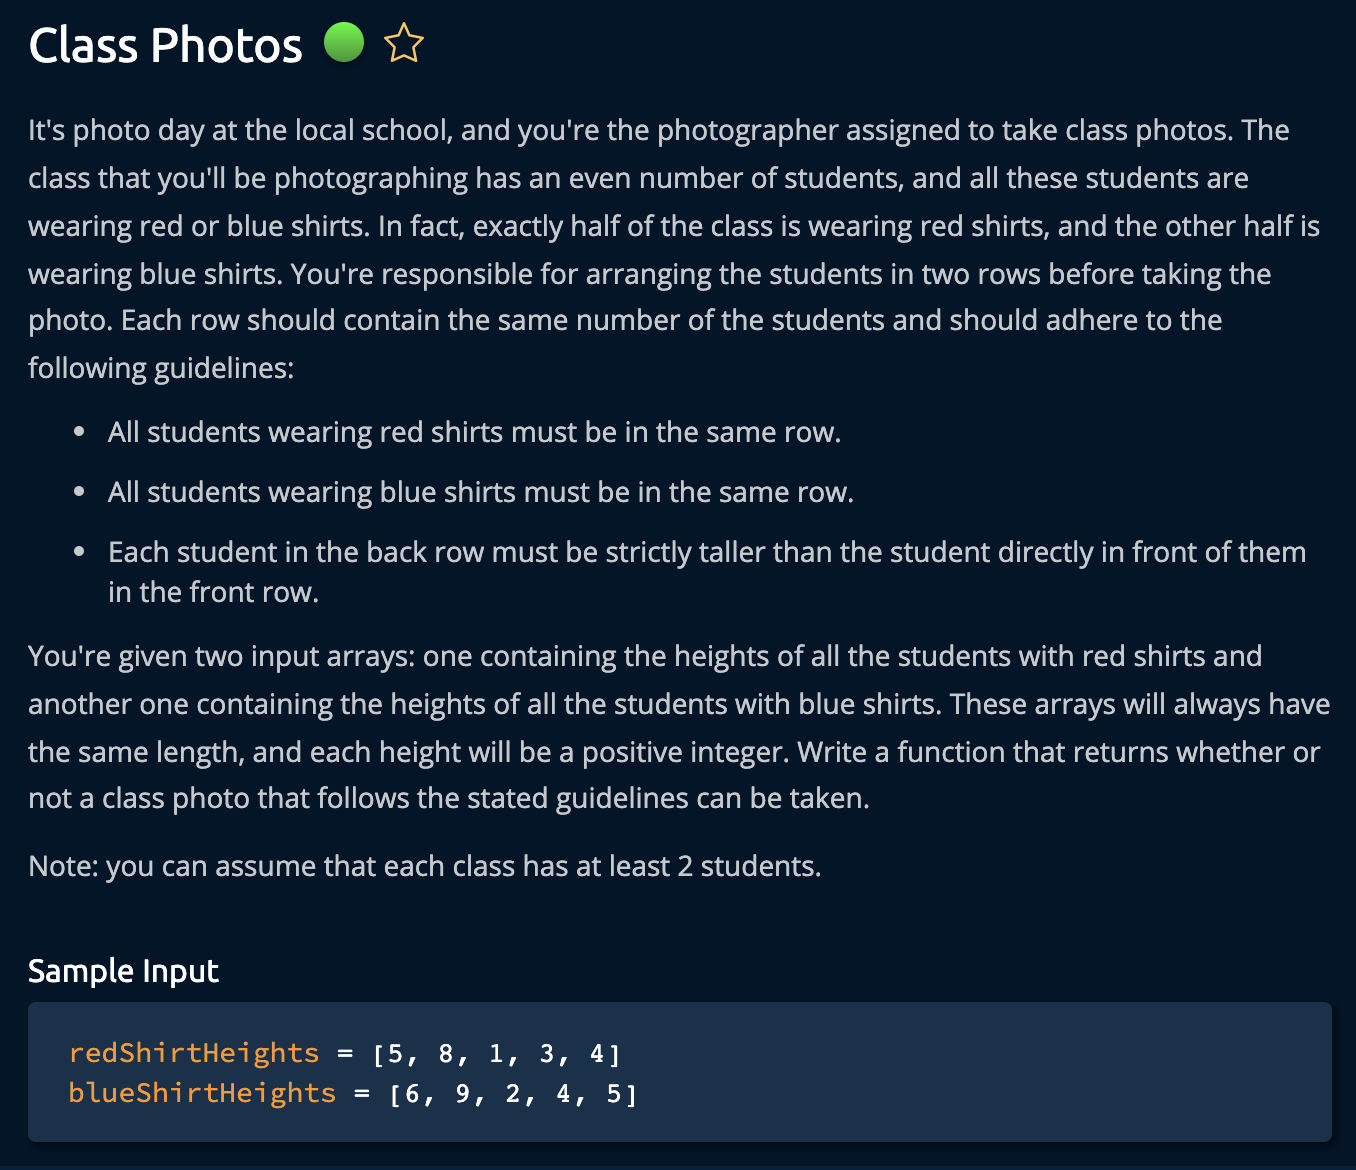 Class Photos
It's photo day at the local school, and you're the photographer assigned to take class photos. The
class that you'll be photographing has an even number of students, and all these students are
wearing red or blue shirts. In fact, exactly half of the class is wearing red shirts, and the other half is
wearing blue shirts. You're responsible for arranging the students in two rows before taking the
photo. Each row should contain the same number of the students and should adhere to the
following guidelines:
• All students wearing red shirts must be in the same row.
• All students wearing blue shirts must be in the same row.
• Each student in the back row must be strictly taller than the student directly in front of them
in the front row.
You're given two input arrays: one containing the heights of all the students with red shirts and
another one containing the heights of all the students with blue shirts. These arrays will always have
the same length, and each height will be a positive integer. Write a function that returns whether or
not a class photo that follows the stated guidelines can be taken.
Note: you can assume that each class has at least 2 students.
Sample Input
redShirtHeights = [5, 8, 1, 3, 4]
blueShirtHeights = [6, 9, 2, 4, 5]